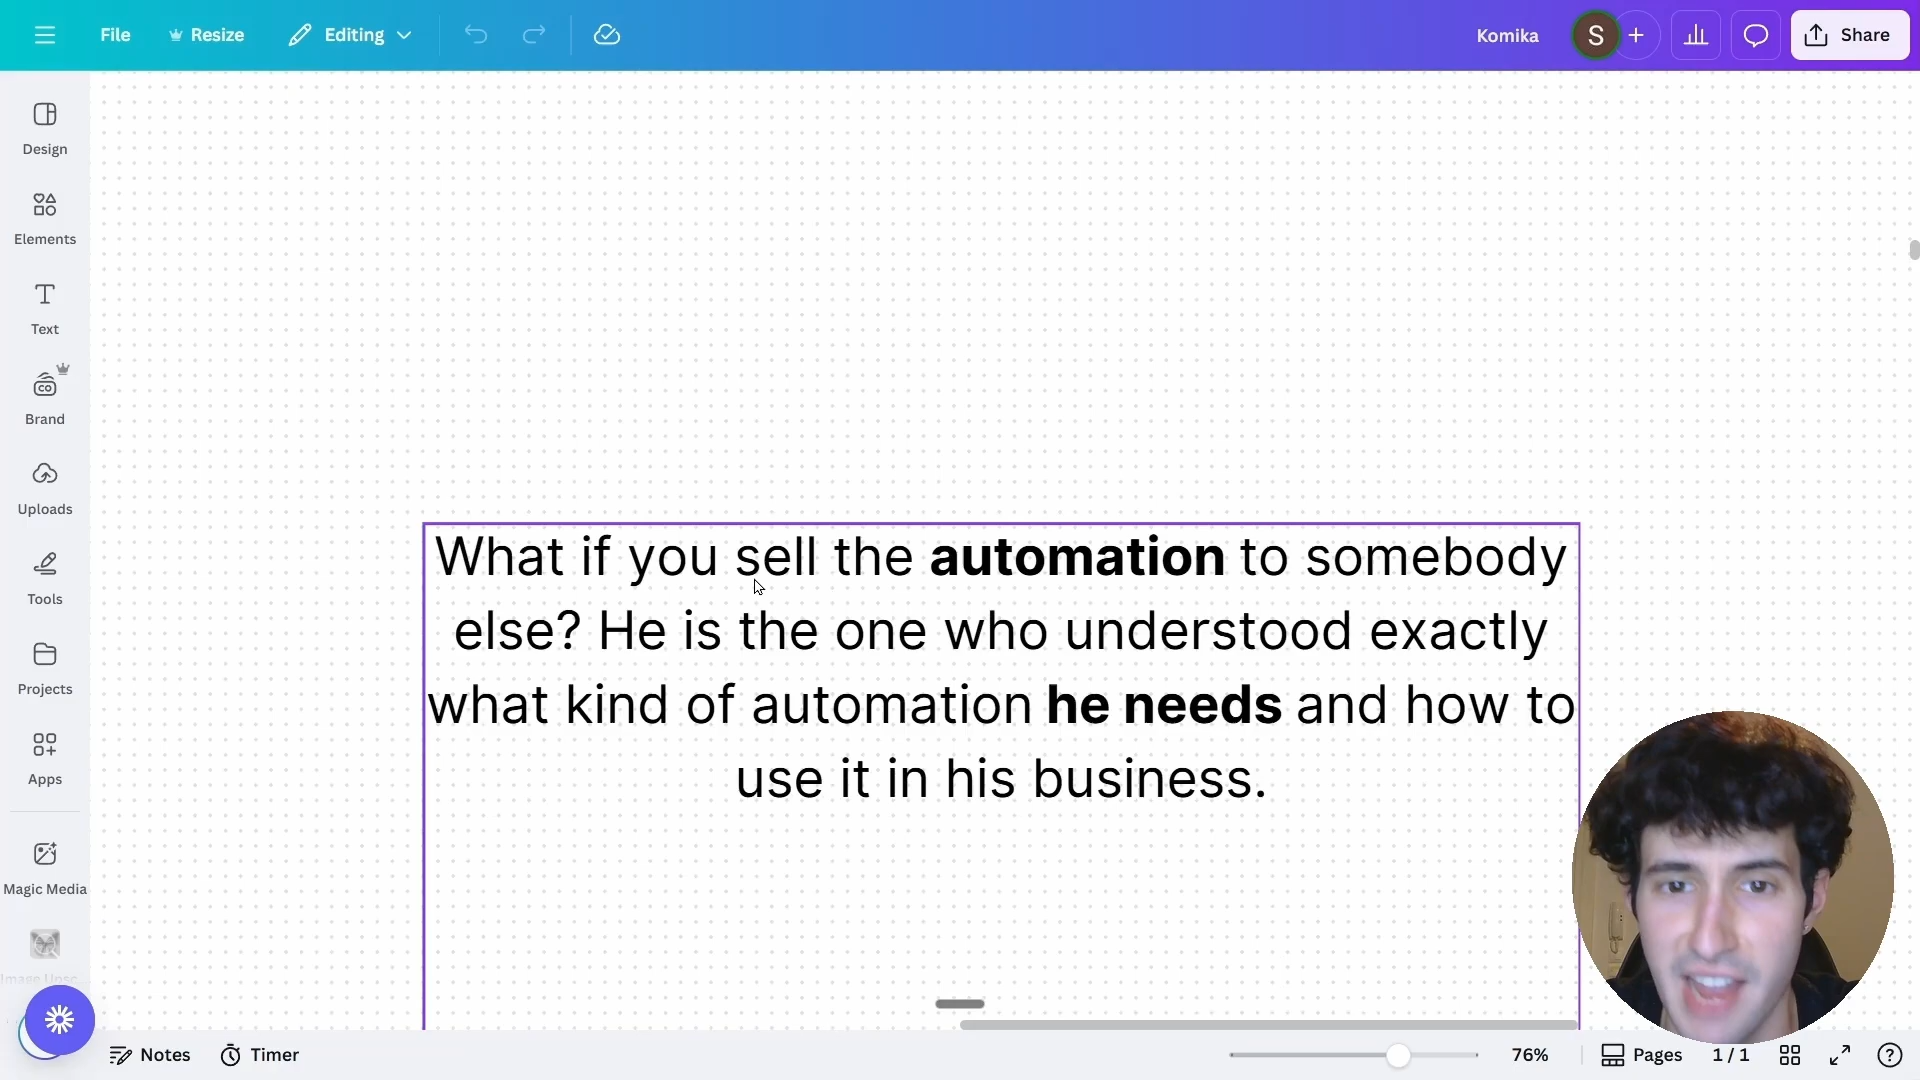 File
Resize
Editing
Komika
S
Share
Design
Elements
Text
CO
Brand
Uploads
Tools
Projects
Apps
Magic Media
What if you sell the automation to somebody
else? He is the one who understood exactly
what kind of automation he needs and how to
use it in his business.
Notes
Timer
76%
Pages
1 / 1